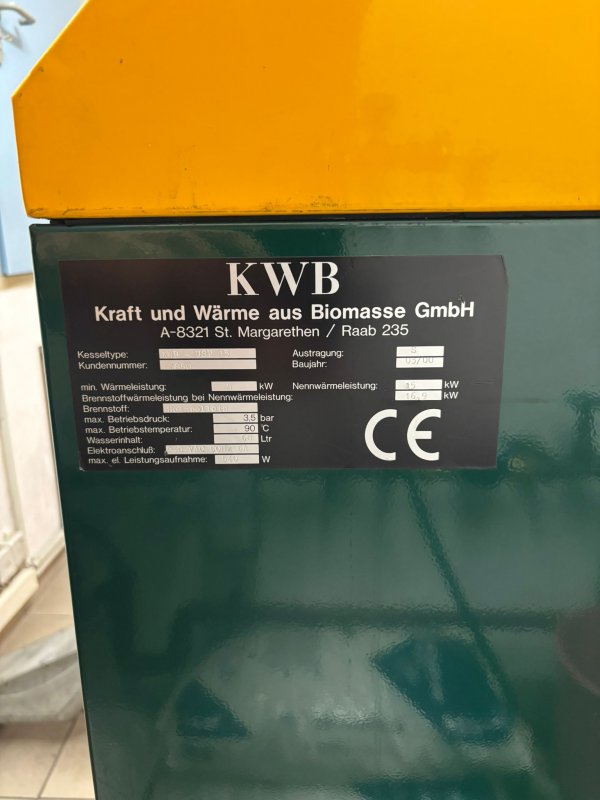 KWB
Kraft und Wärme aus Biomasse GmbH
A-8321 St. Margarethen / Raab 235
Kesseltype:
Kundennummer:
Austragung: S
Baujahr: 05/00
min. Wärmeleistung: kW
Nennwärmeleistung: 15 kW
Brennstoffwärmeleistung bei Nennwärmeleistung: 16,9 kW
Brennstoff:
max. Betriebsdruck: 3,5 bar
max. Betriebstemperatur: 90 °C
Wasserinhalt: Ltr
Elektroanschluß:
max. el. Leistungsaufnahme: W
CE